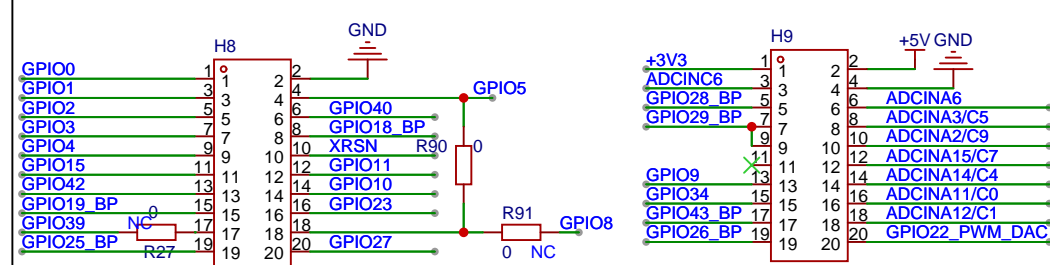 GND
H8
GPIO0 1 1 2 2
GPIO1 3 3 4 4 GPIO5
GPIO2 5 5 6 6 GPIO40
GPIO3 7 7 8 8 GPIO18_BP
GPIO4 9 9 10 10 XRSN R90 0
GPIO15 11 11 12 12 GPIO11
GPIO42 13 13 14 14 GPIO10
GPIO19_BP 15 15 16 16 GPIO23
GPIO39 NC 0 17 17 18 18 R91 GPIO8
GPIO25_BP R27 19 19 20 20 GPIO27 0 NC
H9
+5V GND
+3V3 1 1 2 2
ADCINC6 3 3 4 4
GPIO28_BP 5 5 6 6 ADCINA6
GPIO29_BP 7 7 8 8 ADCINA3/C5
9 9 10 10 ADCINA2/C9
11 11 12 12 ADCINA15/C7
GPIO9 13 13 14 14 ADCINA14/C4
GPIO34 15 15 16 16 ADCINA11/C0
GPIO43_BP 17 17 18 18 ADCINA12/C1
GPIO26_BP 19 19 20 20 GPIO22_PWM_DAC